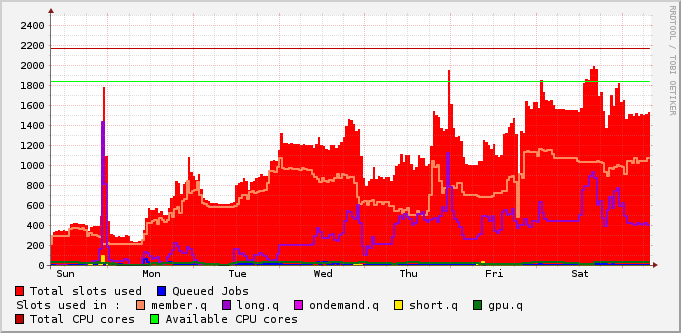 2400
2200
2000
1800
1600
1400
1200
1000
800
600
400
200
0
Sun Mon Tue Wed Thu Fri Sat
RRDTOOL / TOBI OETIKER
Total slots used Queued Jobs
Slots used in : member.q long.q ondemand.q short.q gpu.q
Total CPU cores Available CPU cores